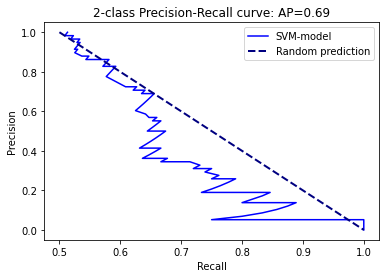 2-class Precision-Recall curve: AP=0.69
SVM-model
Random prediction
Precision
1.0
0.8
0.6
0.4
0.2
0.0
0.5
0.6
0.7
0.8
0.9
1.0
Recall